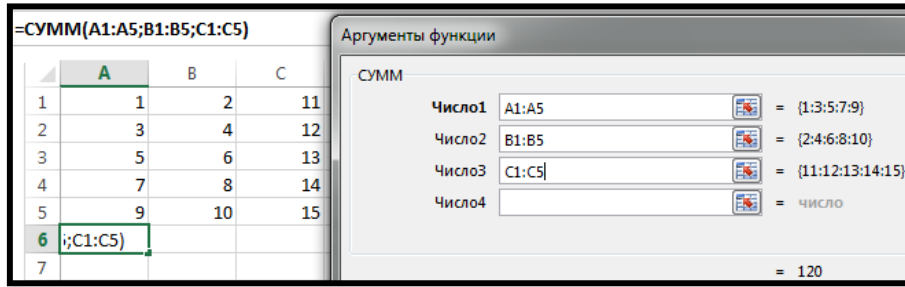 =СУММ(A1:A5;B1:B5;C1:C5)
Аргументы функции
A B C
1 1 2 11
2 3 4 12
3 5 6 13
4 7 8 14
5 9 10 15
6 ;C1:C5)
7
СУММ
Число1 A1:A5 = {1:3:5:7:9}
Число2 B1:B5 = {2:4:6:8:10}
Число3 C1:C5 = {11:12:13:14:15}
Число4 = число
= 120